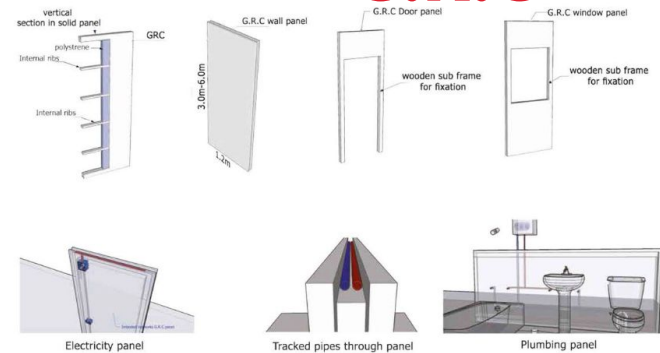 G.R.C
vertical
section in solid panel
GRC
polystrene
Internal ribs
Internal ribs
G.R.C wall panel
3.0m-6.0m
1.2m
G.R.C Door panel
wooden sub frame
for fixation
G.R.C window panel
wooden sub frame
for fixation
Electricity panel
Tracked pipes through panel
Plumbing panel